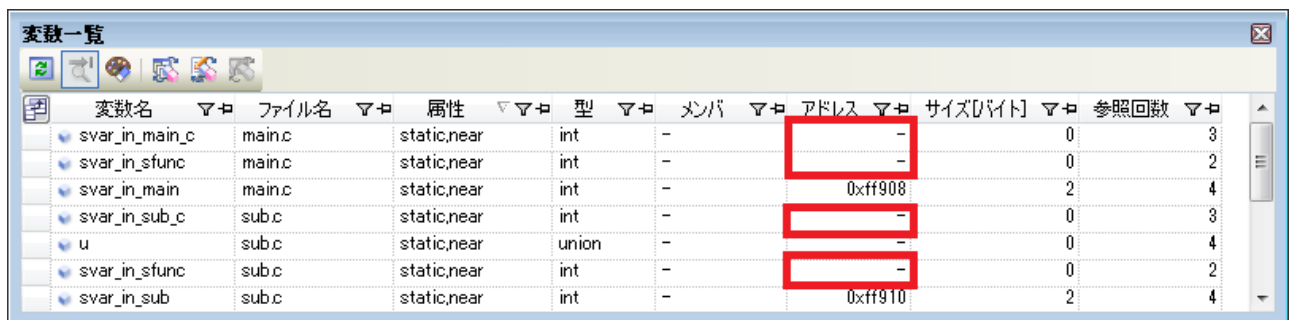 変数一覧
変数名 ファイル名 属性 型 メンバ アドレス サイズ[バイト] 参照回数
svar_in_main_c main.c static,near int - - 0 3
svar_in_sfunc main.c static,near int - - 0 2
svar_in_main main.c static,near int - 0xff908 2 4
svar_in_sub_c sub.c static,near int - - 0 3
u sub.c static,near union - - 0 4
svar_in_sfunc sub.c static,near int - - 0 2
svar_in_sub sub.c static,near int - 0xff910 2 4